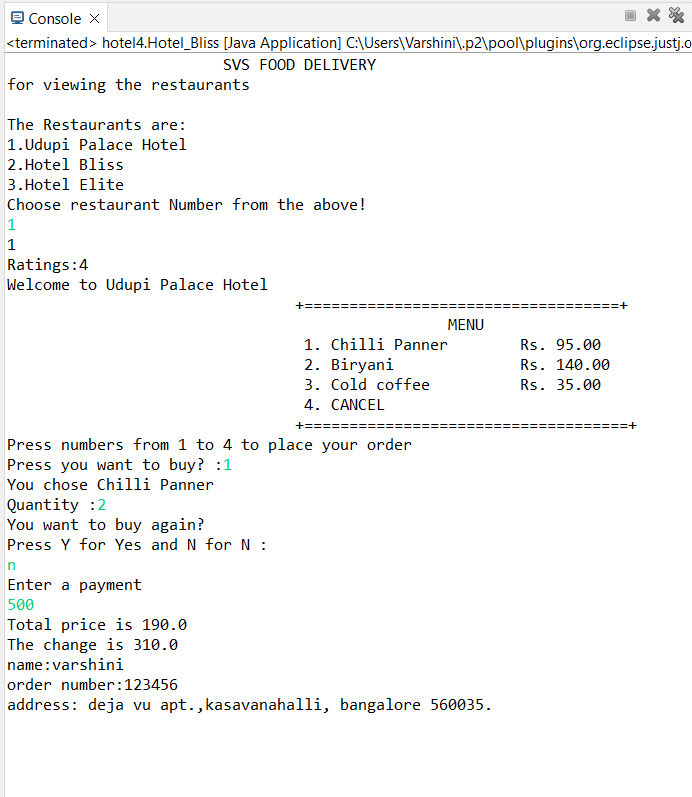 Console
<terminated> hotel4.Hotel_Bliss [Java Application] C:\Users\Varshini\.p2\pool\plugins\org.eclipse.justj.o
SVS FOOD DELIVERY
for viewing the restaurants
The Restaurants are:
1.Udupi Palace Hotel
2.Hotel Bliss
3.Hotel Elite
Choose restaurant Number from the above!
1
1
Ratings:4
Welcome to Udupi Palace Hotel
+===================================+
MENU
1. Chilli Panner        Rs. 95.00
2. Biryani              Rs. 140.00
3. Cold coffee          Rs. 35.00
4. CANCEL
+====================================+
Press numbers from 1 to 4 to place your order
Press you want to buy? :1
You chose Chilli Panner
Quantity :2
You want to buy again?
Press Y for Yes and N for N :
n
Enter a payment
500
Total price is 190.0
The change is 310.0
name:varshini
order number:123456
address: deja vu apt.,kasavanahalli, bangalore 560035.